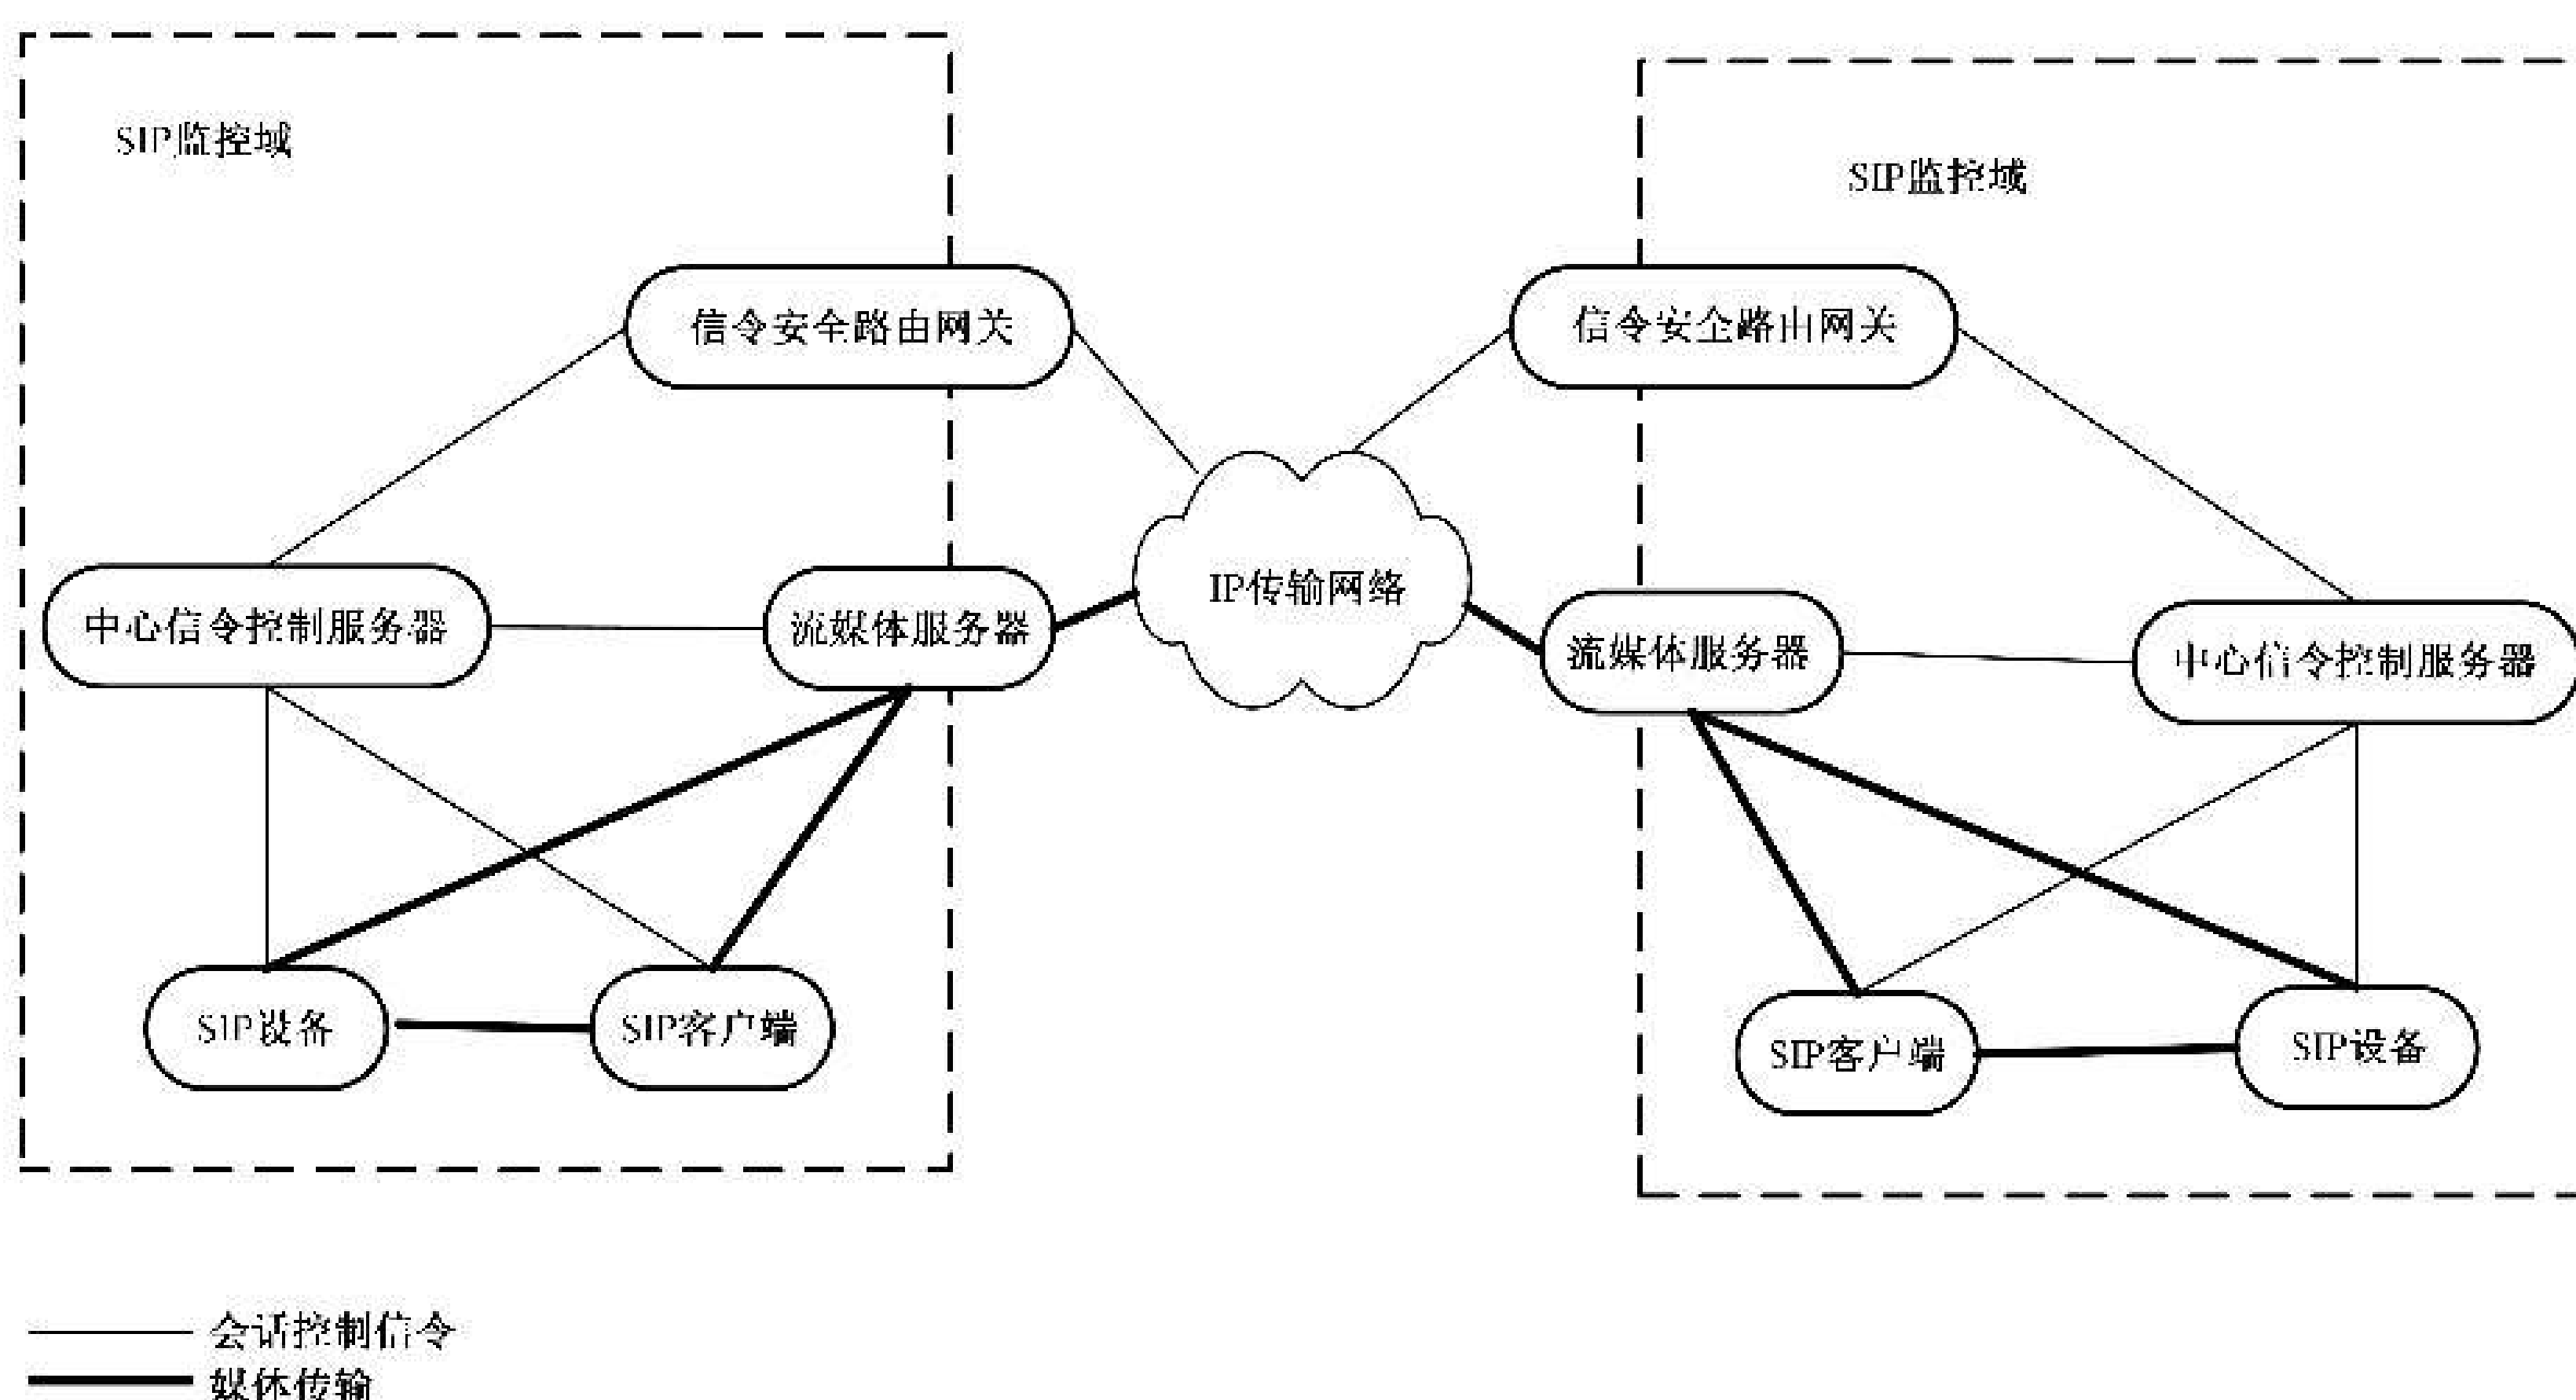 SIP监控域
SIP监控域
信令安全路由网关
信令安全路由网关
IP传输网络
中心信令控制服务器
流媒体服务器
流媒体服务器
中心信令控制服务器
SIP设备
SIP客户端
SIP客户端
SIP设备
会话控制信令
媒体传输